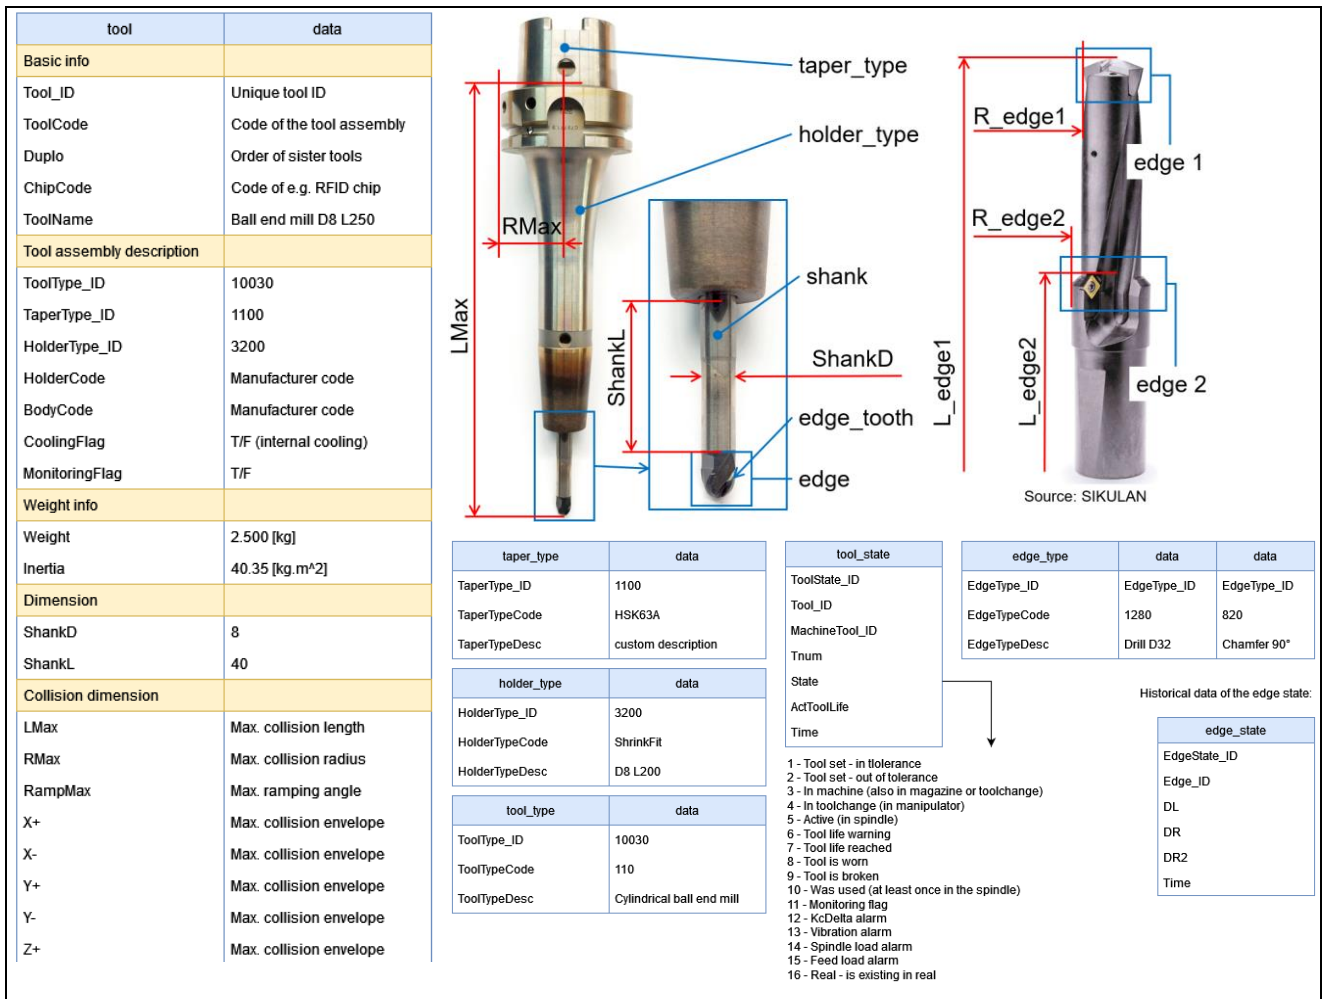 tool data
Basic info
Tool_ID Unique tool ID
ToolCode Code of the tool assembly
Duplo Order of sister tools
ChipCode Code of e.g. RFID chip
ToolName Ball end mill D8 L250
Tool assembly description
ToolType_ID 10030
TaperType_ID 1100
HolderType_ID 3200
HolderCode Manufacturer code
BodyCode Manufacturer code
CoolingFlag T/F (internal cooling)
MonitoringFlag T/F
Weight info
Weight 2.500 [kg]
Inertia 40.35 [kg.m^2]
Dimension
ShankD 8
ShankL 40
Collision dimension
LMax Max. collision length
RMax Max. collision radius
RampMax Max. ramping angle
X+ Max. collision envelope
X- Max. collision envelope
Y+ Max. collision envelope
Y- Max. collision envelope
Z+ Max. collision envelope
taper_type
holder_type
RMax
LMax
shank
ShankL
ShankD
edge_tooth
edge
R_edge1
edge 1
R_edge2
L_edge1
L_edge2
edge 2
Source: SIKULAN
taper_type data
TaperType_ID 1100
TaperTypeCode HSK63A
TaperTypeDesc custom description
holder_type data
HolderType_ID 3200
HolderTypeCode ShrinkFit
HolderTypeDesc D8 L200
tool_type data
ToolType_ID 10030
ToolTypeCode 110
ToolTypeDesc Cylindrical ball end mill
tool_state
ToolState_ID
Tool_ID
MachineTool_ID
Tnum
State
ActToolLife
Time
1 - Tool set - in tlolerance
2 - Tool set - out of tolerance
3 - In machine (also in magazine or toolchange)
4 - In toolchange (in manipulator)
5 - Active (in spindle)
6 - Tool life warning
7 - Tool life reached
8 - Tool is worn
9 - Tool is broken
10 - Was used (at least once in the spindle)
11 - Monitoring flag
12 - KcDelta alarm
13 - Vibration alarm
14 - Spindle load alarm
15 - Feed load alarm
16 - Real - is existing in real
edge_type data data
EdgeType_ID EdgeType_ID EdgeType_ID
EdgeTypeCode 1280 820
EdgeTypeDesc Drill D32 Chamfer 90°
Historical data of the edge state:
edge_state
EdgeState_ID
Edge_ID
DL
DR
DR2
Time